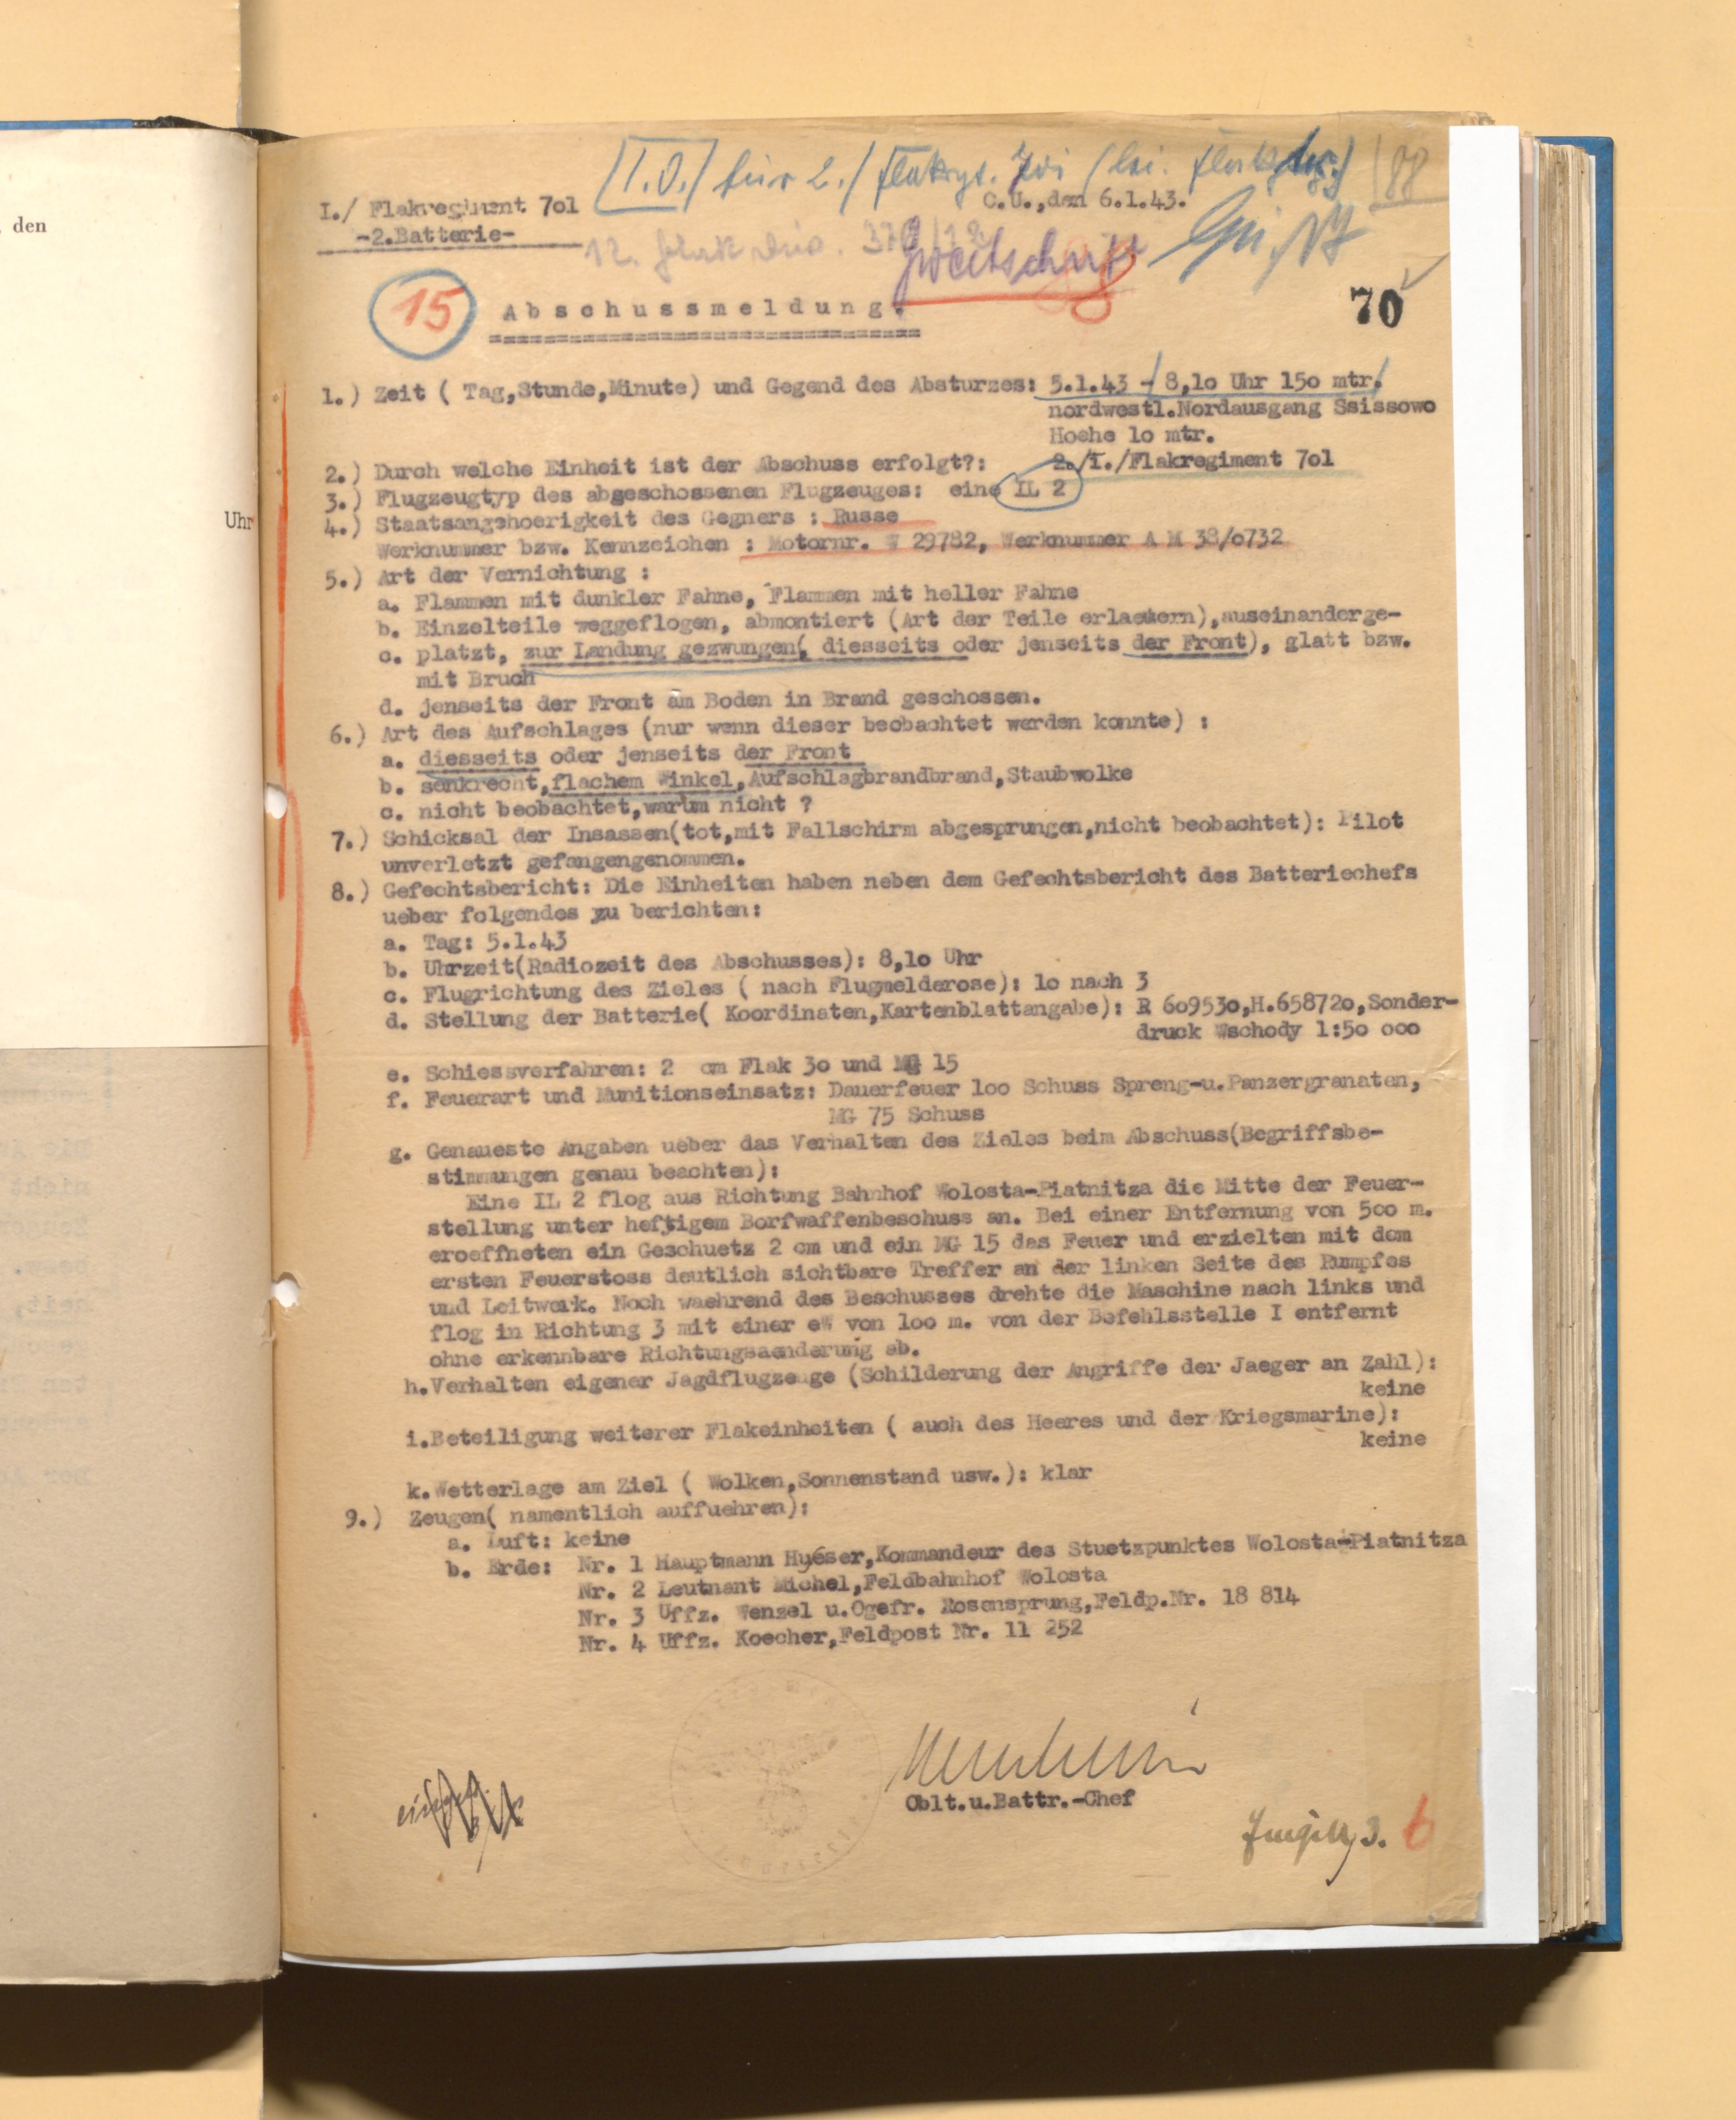 , den
Uhr
I./ Flakregiment 7o1
-2.Batterie-
C.U.,den 6.1.43.
Zweitschrift
88
15
Abschussmeldung.
70
1.) Zeit ( Tag,Stunde,Minute) und Gegend des Absturzes: 5.1.43 - 8,1o Uhr 15o mtr.
nordwestl.Nordausgang Ssissowo
Hoehe 1o mtr.
2.) Durch welche Einheit ist der Abschuss erfolgt?: 2./I./Flakregiment 7o1
3.) Flugzeugtyp des abgeschossenen Flugzeuges: eine IL 2
4.) Staatsangehoerigkeit des Gegners : Russe
Werknummer bzw. Kennzeichen : Motornr. W 29782, Werknummer A M 38/o732
5.) Art der Vernichtung :
a. Flammen mit dunkler Fahne, Flammen mit heller Fahne
b. Einzelteile weggeflogen, abmontiert (Art der Teile erlaeutern),auseinanderge-
c. platzt, zur Landung gezwungen( diesseits oder jenseits der Front), glatt bzw.
mit Bruch
d. jenseits der Front am Boden in Brand geschossen.
6.) Art des Aufschlages (nur wenn dieser beobachtet werden konnte) :
a. diesseits oder jenseits der Front
b. senkrecht,flachem Winkel,Aufschlagbrandbrand,Staubwolke
c. nicht beobachtet,warum nicht ?
7.) Schicksal der Insassen(tot,mit Fallschirm abgesprungen,nicht beobachtet): Pilot
unverletzt gefangengenommen.
8.) Gefechtsbericht: Die Einheiten haben neben dem Gefechtsbericht des Batteriechefs
ueber folgendes zu berichten:
a. Tag: 5.1.43
b. Uhrzeit(Radiozeit des Abschusses): 8,1o Uhr
c. Flugrichtung des Zieles ( nach Flugmelderose): 1o nach 3
d. Stellung der Batterie( Koordinaten,Kartenblattangabe): R 6o953o,H.65872o,Sonder-
druck Wschody 1:5o ooo
e. Schiessverfahren: 2 cm Flak 3o und MG 15
f. Feuerart und Munitionseinsatz: Dauerfeuer 1oo Schuss Spreng-u.Panzergranaten,
MG 75 Schuss
g. Genaueste Angaben ueber das Verhalten des Zieles beim Abschuss(Begriffsbe-
stimmungen genau beachten):
Eine IL 2 flog aus Richtung Bahnhof Wolosta-Piatnitza die Mitte der Feuer-
stellung unter heftigem Borfwaffenbeschuss an. Bei einer Entfernung von 5oo m.
eroeffneten ein Geschuetz 2 cm und ein MG 15 das Feuer und erzielten mit dem
ersten Feuerstoss deutlich sichtbare Treffer an der linken Seite des Rumpfes
und Leitwerk. Noch waehrend des Beschusses drehte die Maschine nach links und
flog in Richtung 3 mit einer eW von 1oo m. von der Befehlsstelle I entfernt
ohne erkennbare Richtungsaenderung ab.
h.Verhalten eigener Jagdflugzeuge (Schilderung der Angriffe der Jaeger an Zahl):
keine
i.Beteiligung weiterer Flakeinheiten ( auch des Heeres und der Kriegsmarine):
keine
k.Wetterlage am Ziel ( Wolken,Sonnenstand usw.): klar
9.) Zeugen( namentlich auffuehren):
a. Luft: keine
b. Erde: Nr. 1 Hauptmann Hyéser,Kommandeur des Stuetzpunktes Wolosta-Piatnitza
Nr. 2 Leutnant Michel,Feldbahnhof Wolosta
Nr. 3 Uffz. Wenzel u.Ogefr. Rosensprung,Feldp.Nr. 18 814
Nr. 4 Uffz. Koecher,Feldpost Nr. 11 252
Oblt.u.Battr.-Chef
3. 6